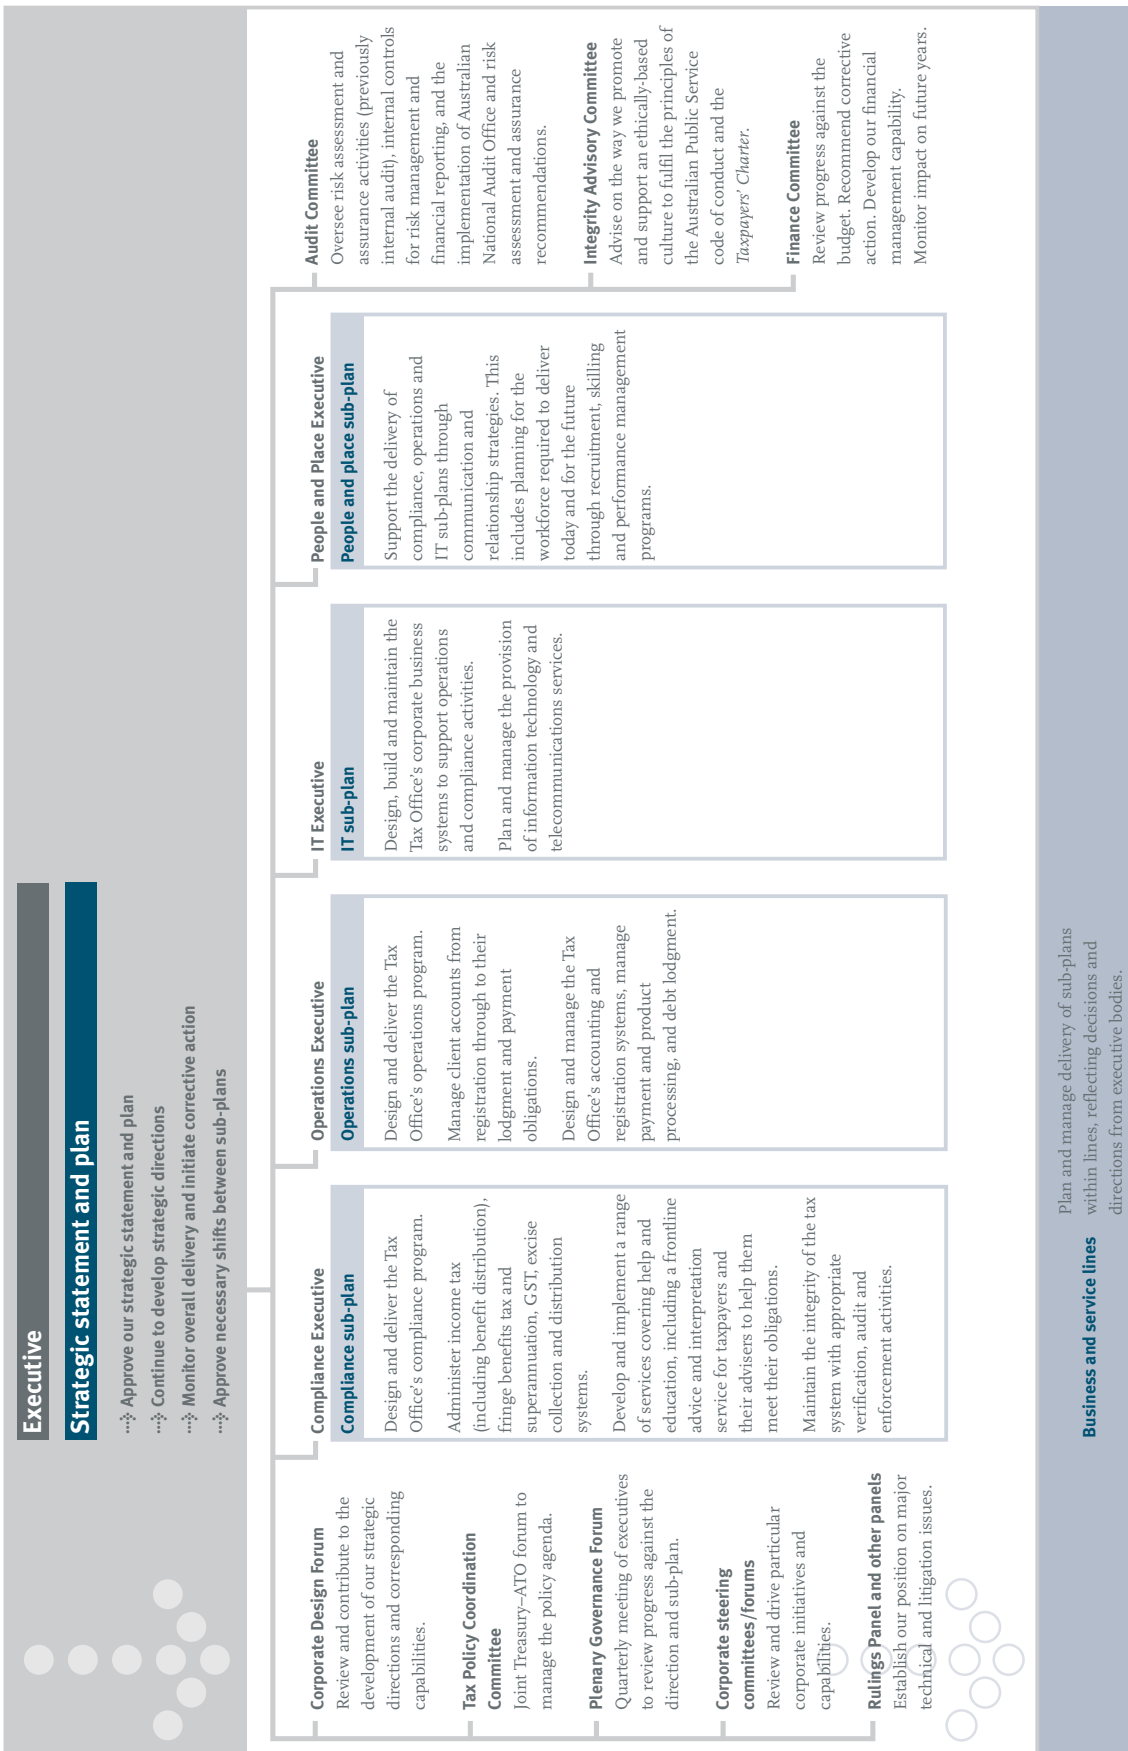 Executive
Strategic statement and plan
Approve our strategic statement and plan
Continue to develop strategic directions
Monitor overall delivery and initiate corrective action
Approve necessary shifts between sub-plans
Corporate Design Forum
Review and contribute to the
development of our strategic
directions and corresponding
capabilities.
Tax Policy Coordination
Committee
Joint Treasury–ATO forum to
manage the policy agenda.
Plenary Governance Forum
Quarterly meeting of executives
to review progress against the
direction and sub-plan.
Corporate steering
committees/forums
Review and drive particular
corporate initiatives and
capabilities.
Rulings Panel and other panels
Establish our position on major
technical and litigation issues.
Compliance Executive
Compliance sub-plan
Design and deliver the Tax
Office's compliance program.
Administer income tax
(including benefit distribution),
fringe benefits tax and
superannuation, GST, excise
collection and distribution
systems.
Develop and implement a range
of services covering help and
education, including a frontline
advice and interpretation
service for taxpayers and
their advisers to help them
meet their obligations.
Maintain the integrity of the tax
system with appropriate
verification, audit and
enforcement activities.
Operations Executive
Operations sub-plan
Design and deliver the Tax
Office's operations program.
Manage client accounts from
registration through to their
lodgment and payment
obligations.
Design and manage the Tax
Office's accounting and
registration systems, manage
payment and product
processing, and debt lodgment.
IT Executive
IT sub-plan
Design, build and maintain the
Tax Office's corporate business
systems to support operations
and compliance activities.
Plan and manage the provision
of information technology and
telecommunications services.
People and Place Executive
People and place sub-plan
Support the delivery of
compliance, operations and
IT sub-plans through
communication and
relationship strategies. This
includes planning for the
workforce required to deliver
today and for the future
through recruitment, skilling
and performance management
programs.
Audit Committee
Oversee risk assessment and
assurance activities (previously
internal audit), internal controls
for risk management and
financial reporting, and the
implementation of Australian
National Audit Office and risk
assessment and assurance
recommendations.
Integrity Advisory Committee
Advise on the way we promote
and support an ethically-based
culture to fulfil the principles of
the Australian Public Service
code of conduct and the
Taxpayers' Charter.
Finance Committee
Review progress against the
budget. Recommend corrective
action. Develop our financial
management capability.
Monitor impact on future years.
Business and service lines
Plan and manage delivery of sub-plans
within lines, reflecting decisions and
directions from executive bodies.